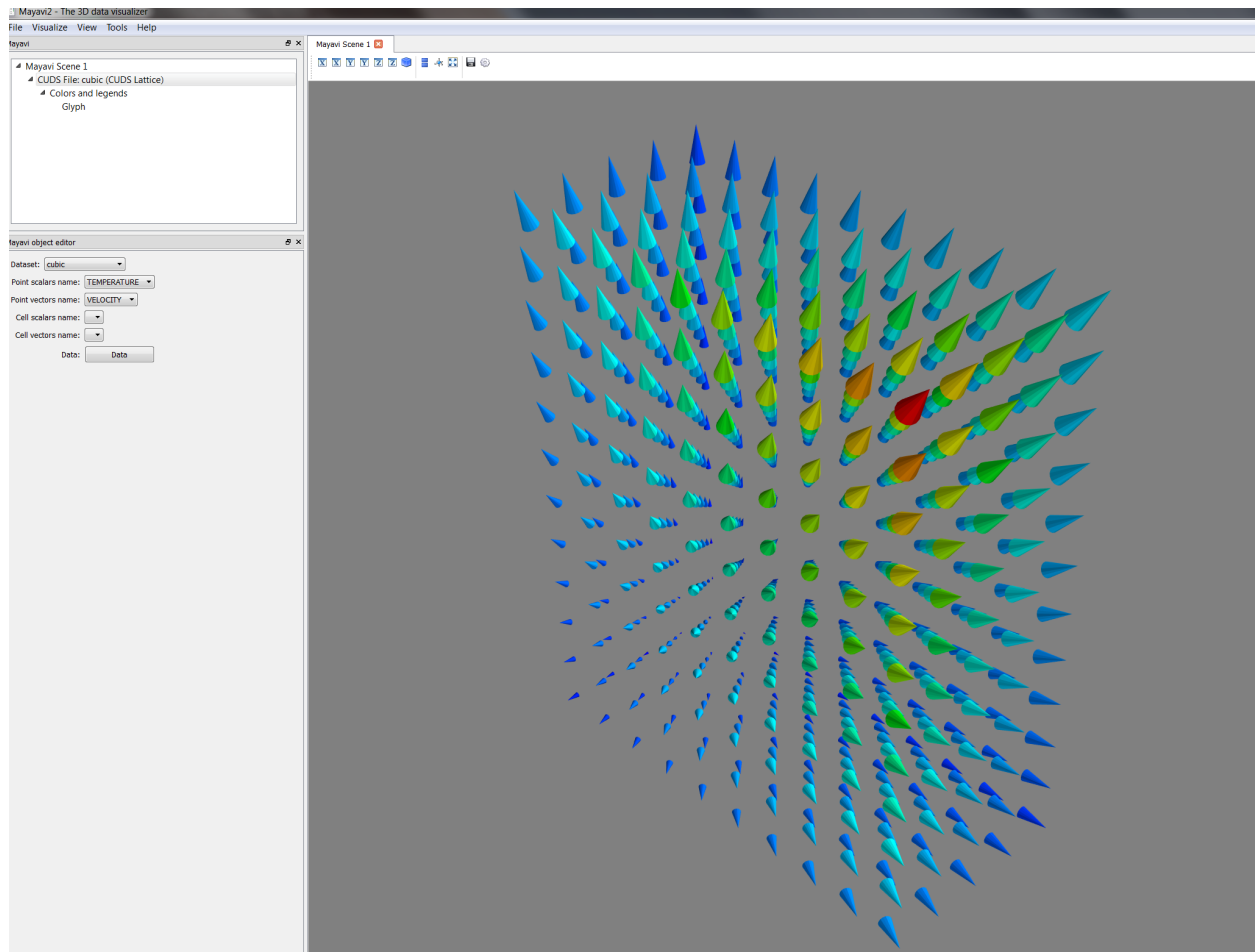 Mayavi2 - The 3D data visualizer
File Visualize View Tools Help
Mayavi
Mayavi Scene 1
CUDS File: cubic (CUDS Lattice)
Colors and legends
Glyph
Mayavi object editor
Dataset: cubic
Point scalars name: TEMPERATURE
Point vectors name: VELOCITY
Cell scalars name:
Cell vectors name:
Data: Data
Mayavi Scene 1
X X Y Y Z Z